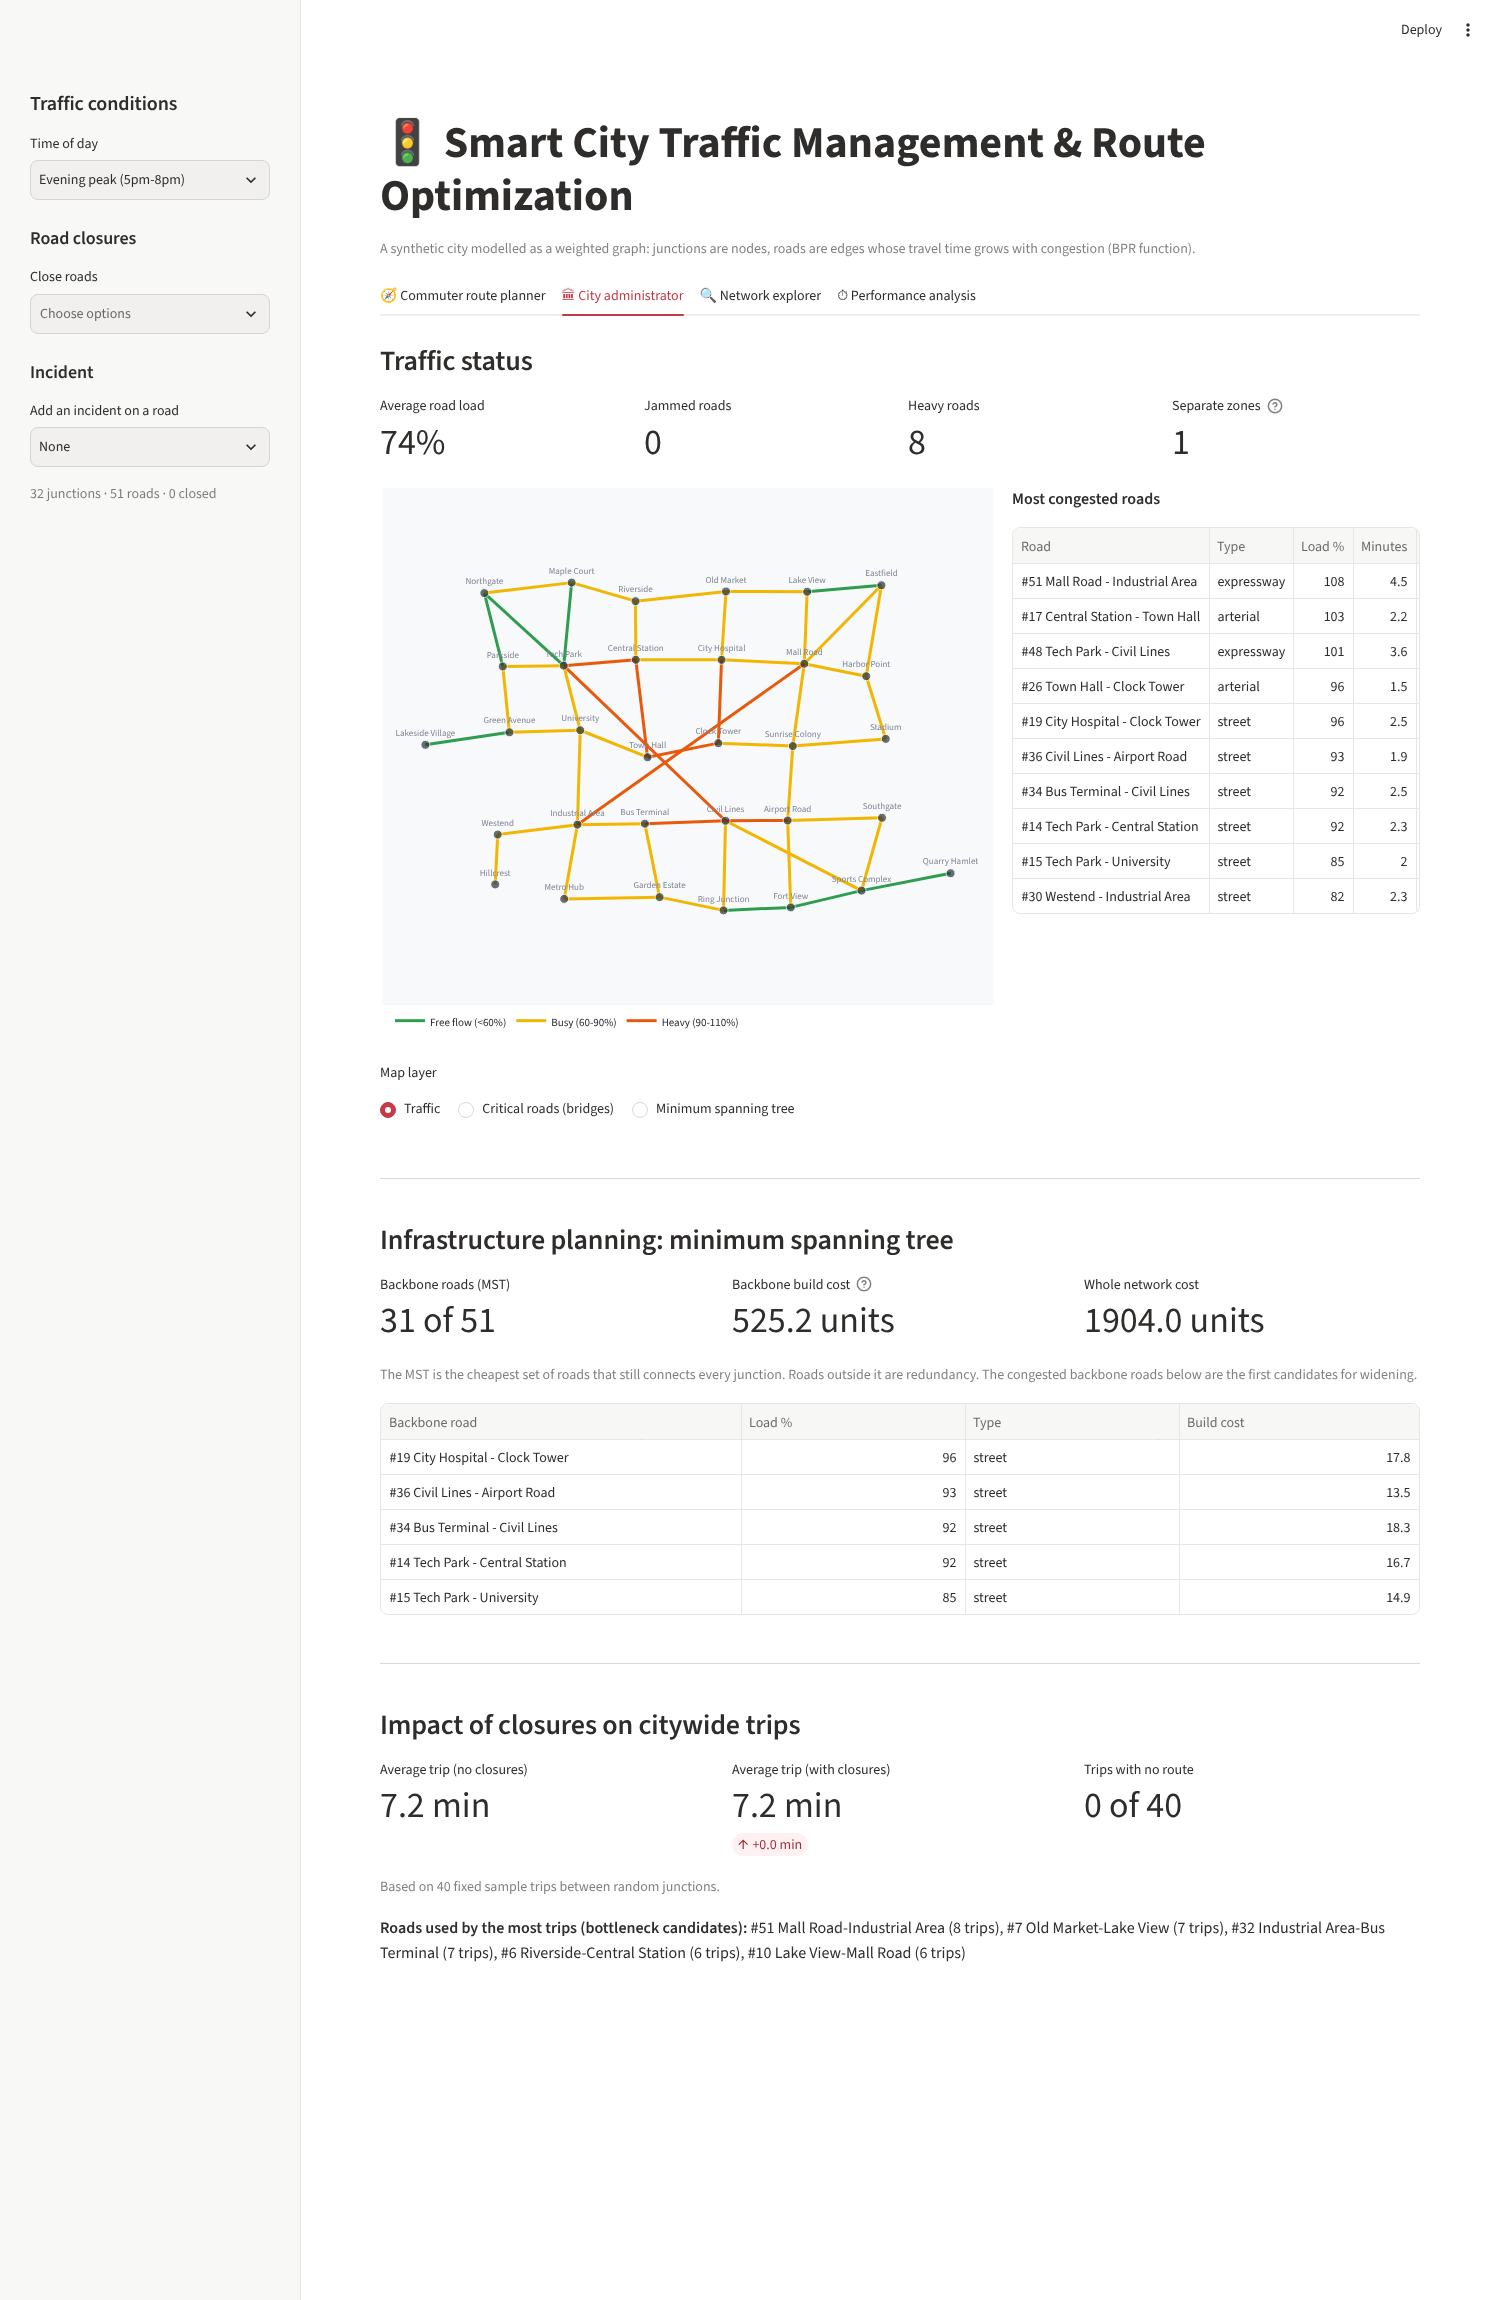 Deploy
Traffic conditions
Time of day
Evening peak (5pm-8pm)
Road closures
Close roads
Choose options
Incident
Add an incident on a road
None
32 junctions · 51 roads · 0 closed
Smart City Traffic Management & Route
Optimization
A synthetic city modelled as a weighted graph: junctions are nodes, roads are edges whose travel time grows with congestion (BPR function).
Commuter route planner City administrator Network explorer Performance analysis
Traffic status
Average road load Jammed roads Heavy roads Separate zones
74% 0 8 1
Northgate Maple Court Riverside Old Market Lake View Eastfield
Parkside Tech Park Central Station City Hospital Mall Road Harbor Point
Lakeside Village Green Avenue University Town Hall Clock Tower Sunrise Colony Stadium
Westend Industrial Area Bus Terminal Civil Lines Airport Road Southgate
Hillcrest Metro Hub Garden Estate Ring Junction Fort View Sports Complex Quarry Hamlet
Free flow (<60%) Busy (60-90%) Heavy (90-110%)
Most congested roads
Road Type Load % Minutes
#51 Mall Road - Industrial Area expressway 108 4.5
#17 Central Station - Town Hall arterial 103 2.2
#48 Tech Park - Civil Lines expressway 101 3.6
#26 Town Hall - Clock Tower arterial 96 1.5
#19 City Hospital - Clock Tower street 96 2.5
#36 Civil Lines - Airport Road street 93 1.9
#34 Bus Terminal - Civil Lines street 92 2.5
#14 Tech Park - Central Station street 92 2.3
#15 Tech Park - University street 85 2
#30 Westend - Industrial Area street 82 2.3
Map layer
Traffic Critical roads (bridges) Minimum spanning tree
Infrastructure planning: minimum spanning tree
Backbone roads (MST) Backbone build cost Whole network cost
31 of 51 525.2 units 1904.0 units
The MST is the cheapest set of roads that still connects every junction. Roads outside it are redundancy. The congested backbone roads below are the first candidates for widening.
Backbone road Load % Type Build cost
#19 City Hospital - Clock Tower 96 street 17.8
#36 Civil Lines - Airport Road 93 street 13.5
#34 Bus Terminal - Civil Lines 92 street 18.3
#14 Tech Park - Central Station 92 street 16.7
#15 Tech Park - University 85 street 14.9
Impact of closures on citywide trips
Average trip (no closures) Average trip (with closures) Trips with no route
7.2 min 7.2 min 0 of 40
↑ +0.0 min
Based on 40 fixed sample trips between random junctions.
Roads used by the most trips (bottleneck candidates): #51 Mall Road-Industrial Area (8 trips), #7 Old Market-Lake View (7 trips), #32 Industrial Area-Bus
Terminal (7 trips), #6 Riverside-Central Station (6 trips), #10 Lake View-Mall Road (6 trips)